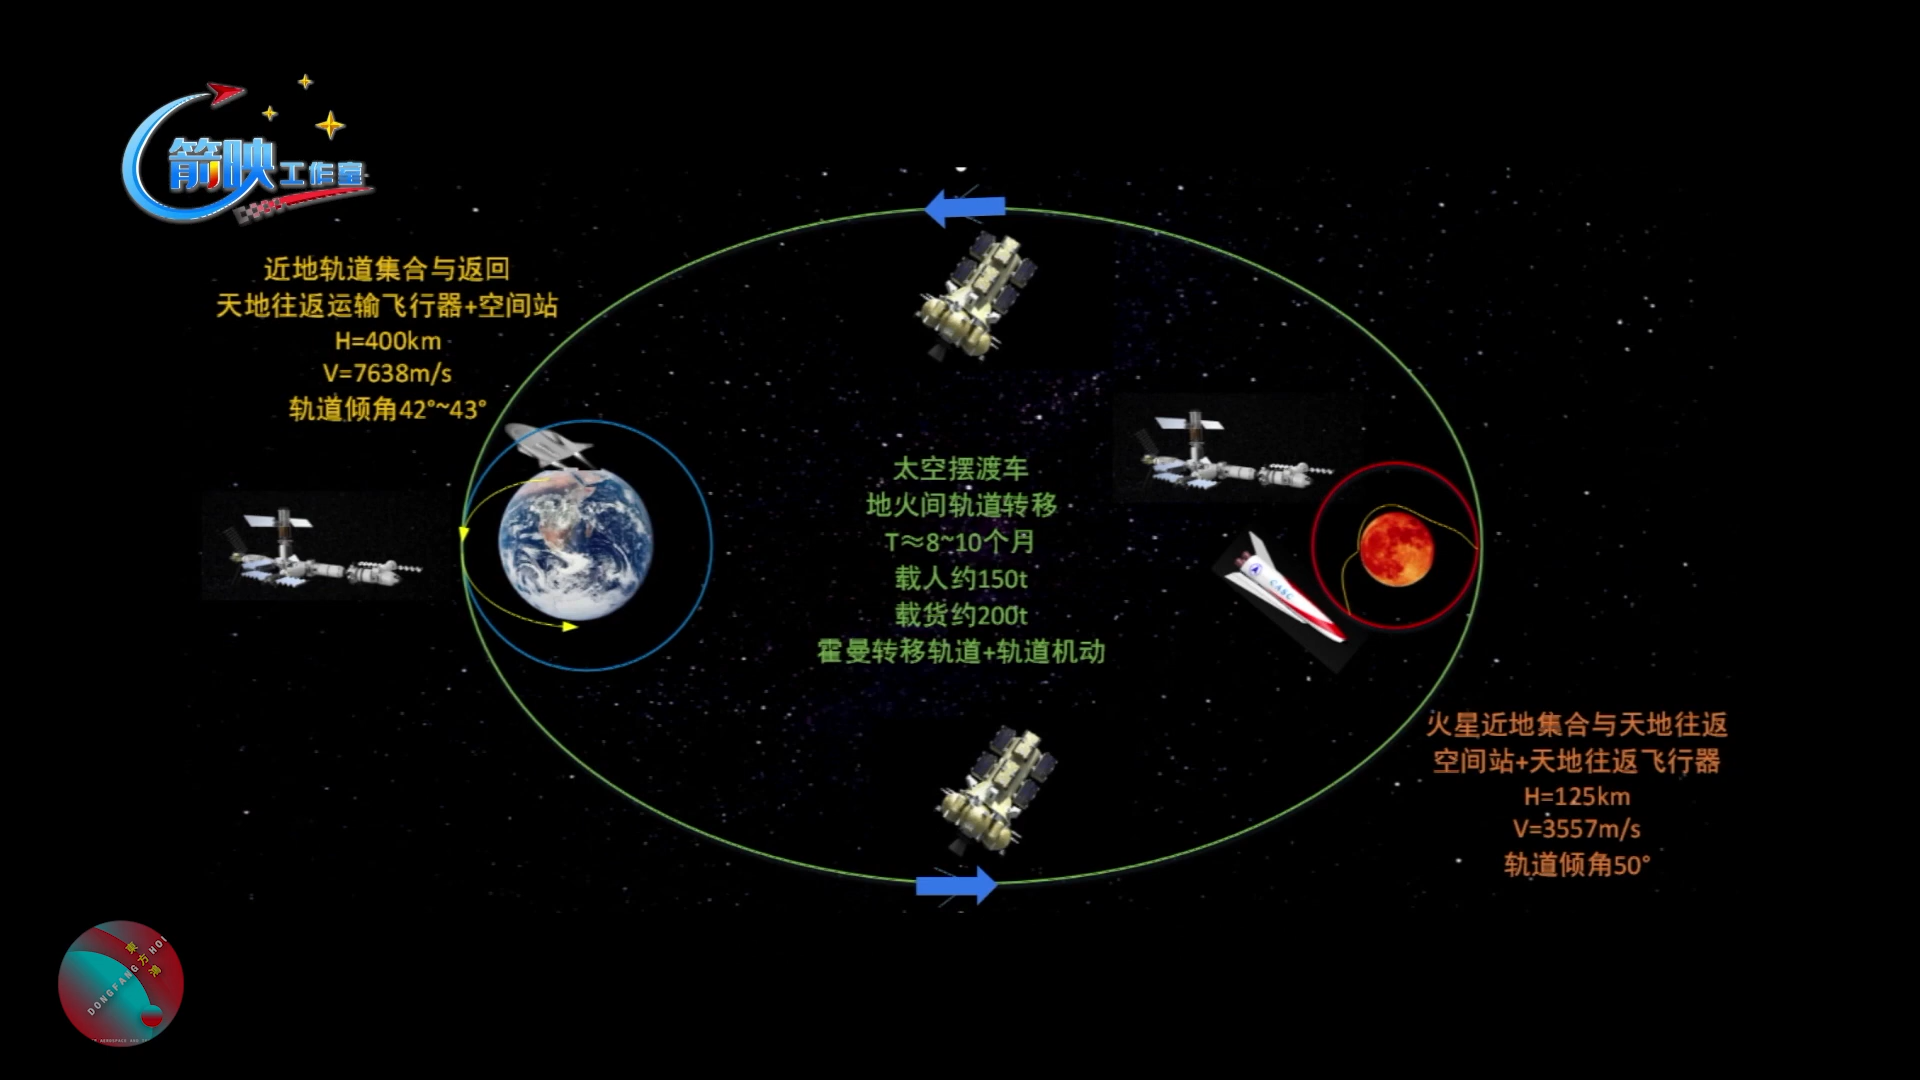 箭映工作室
近地轨道集合与返回
天地往返运输飞行器+空间站
H=400km
V=7638m/s
轨道倾角42°~43°
太空摆渡车
地火间轨道转移
T≈8~10个月
载人约150t
载货约200t
霍曼转移轨道+轨道机动
CASC
火星近地集合与天地往返
空间站+天地往返飞行器
H=125km
V=3557m/s
轨道倾角50°
東方鴻
DONGFANG HO